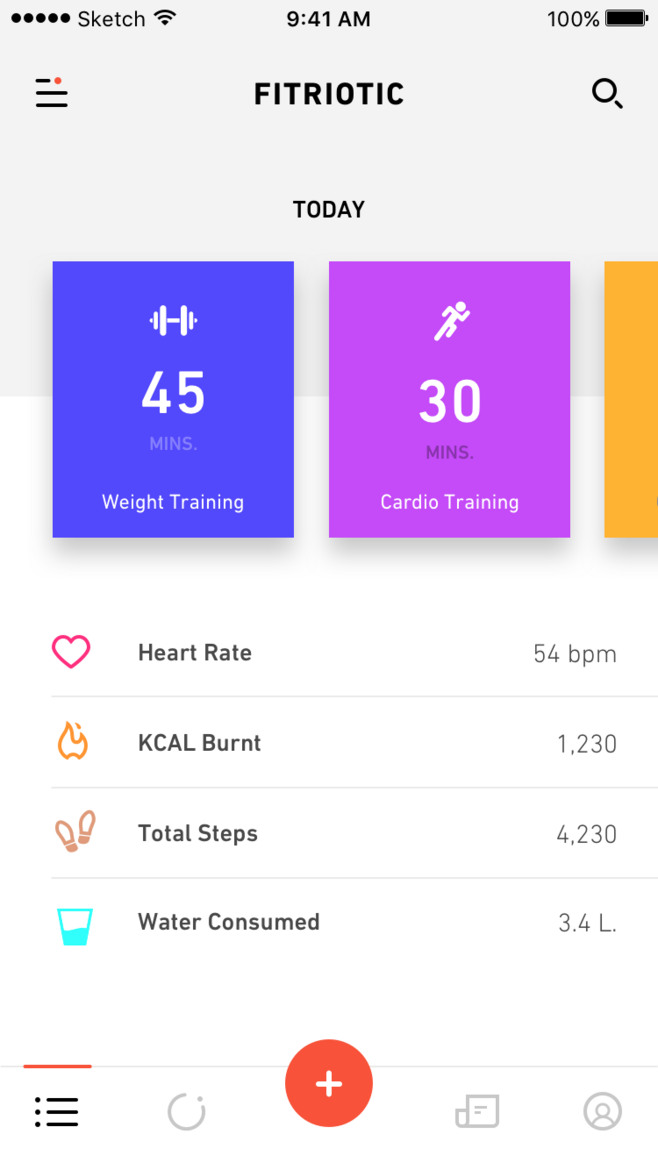 Sketch 9:41 AM 100%
FITRIOTIC
TODAY
45
MINS.
Weight Training
30
MINS.
Cardio Training
Heart Rate 54 bpm
KCAL Burnt 1,230
Total Steps 4,230
Water Consumed 3.4 L.